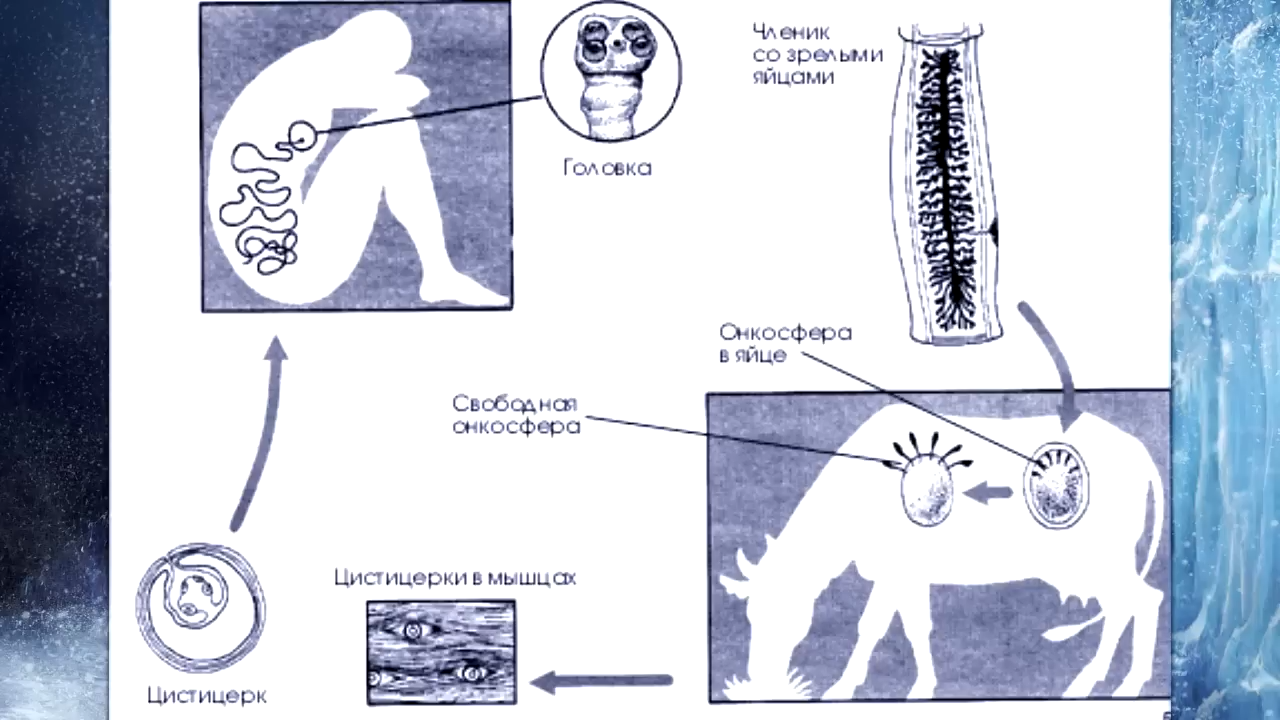 Членик
со зрелыми
яйцами
Головка
Онкосфера
в яйце
Свободная
онкосфера
Цистицерки в мышцах
Цистицерк